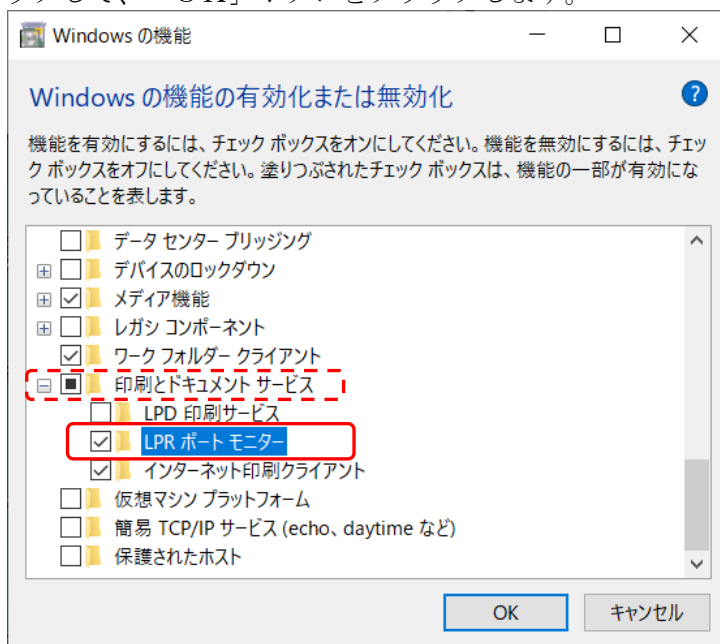 Windows の機能
Windows の機能の有効化または無効化
機能を有効にするには、チェック ボックスをオンにしてください。機能を無効にするには、チェッ
ク ボックスをオフにしてください。塗りつぶされたチェック ボックスは、機能の一部が有効にな
っていることを表します。
データ センター ブリッジング
デバイスのロックダウン
メディア機能
レガシ コンポーネント
ワーク フォルダー クライアント
印刷とドキュメント サービス
LPD 印刷サービス
LPR ポート モニター
インターネット印刷クライアント
仮想マシン プラットフォーム
簡易 TCP/IP サービス (echo、daytime など)
保護されたホスト
OK キャンセル